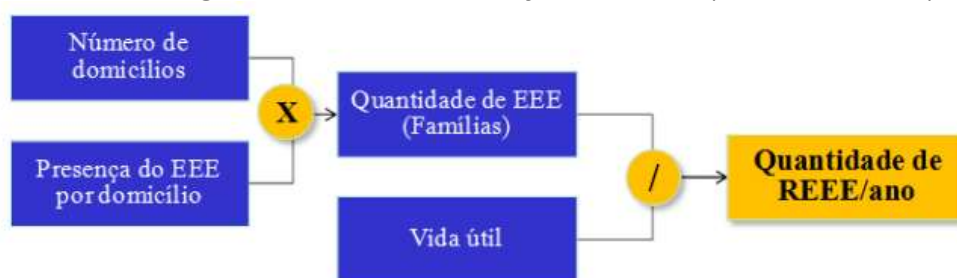 Número de
domicílios
X
Presença do EEE
por domicílio
Quantidade de EEE
(Famílias)
/
Vida útil
Quantidade de
REEE/ano